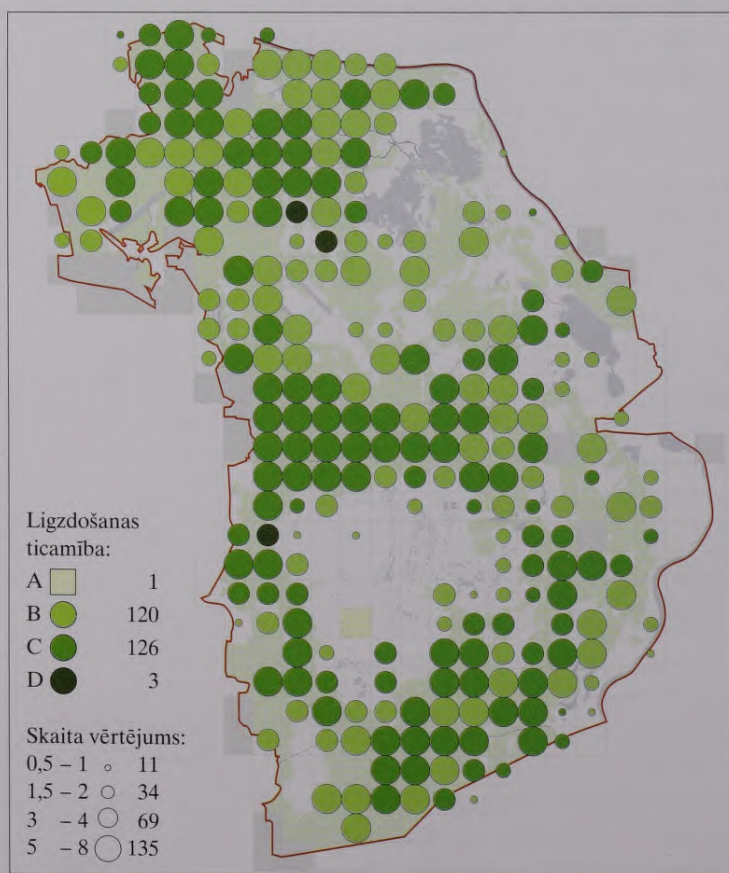 Ligzdošanas
ticamība:
A 1
B 120
C 126
D 3
Skaita vērtējums:
0,5 – 1 11
1,5 – 2 34
3 – 4 69
5 – 8 135